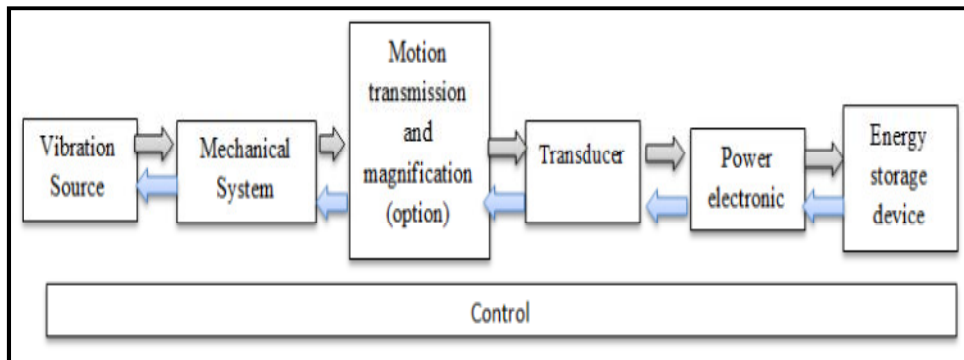 Vibration
Source
Mechanical
System
Motion
transmission
and
magnification
(option)
Transducer
Power
electronic
Energy
storage
device
Control